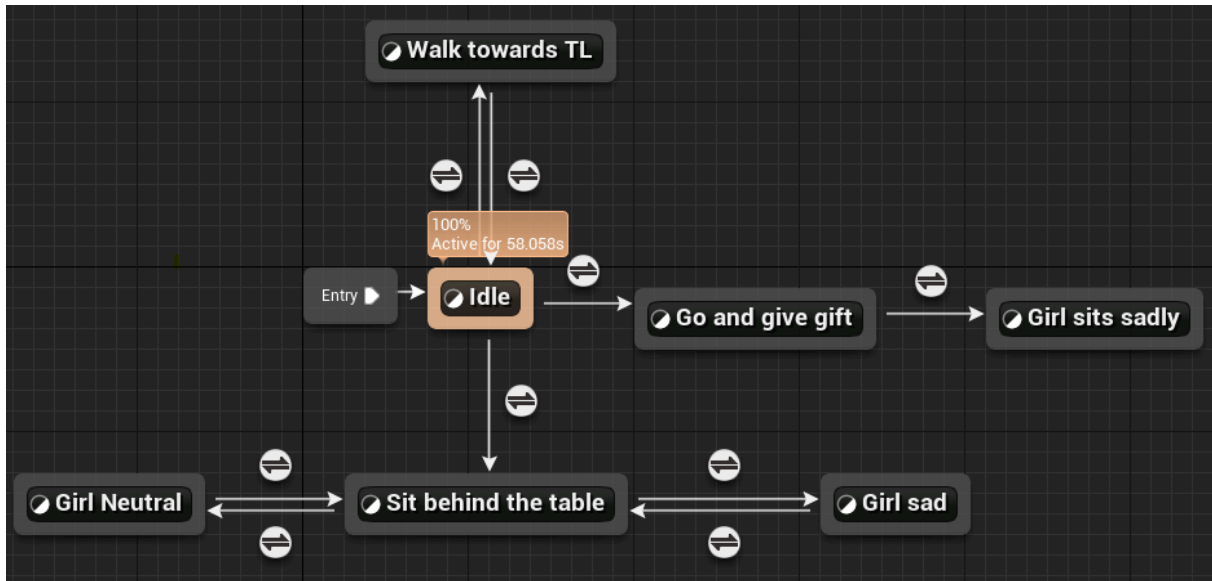 Walk towards TL
100%
Active for 58.058s
Entry
Idle
Go and give gift
Girl sits sadly
Girl Neutral
Sit behind the table
Girl sad